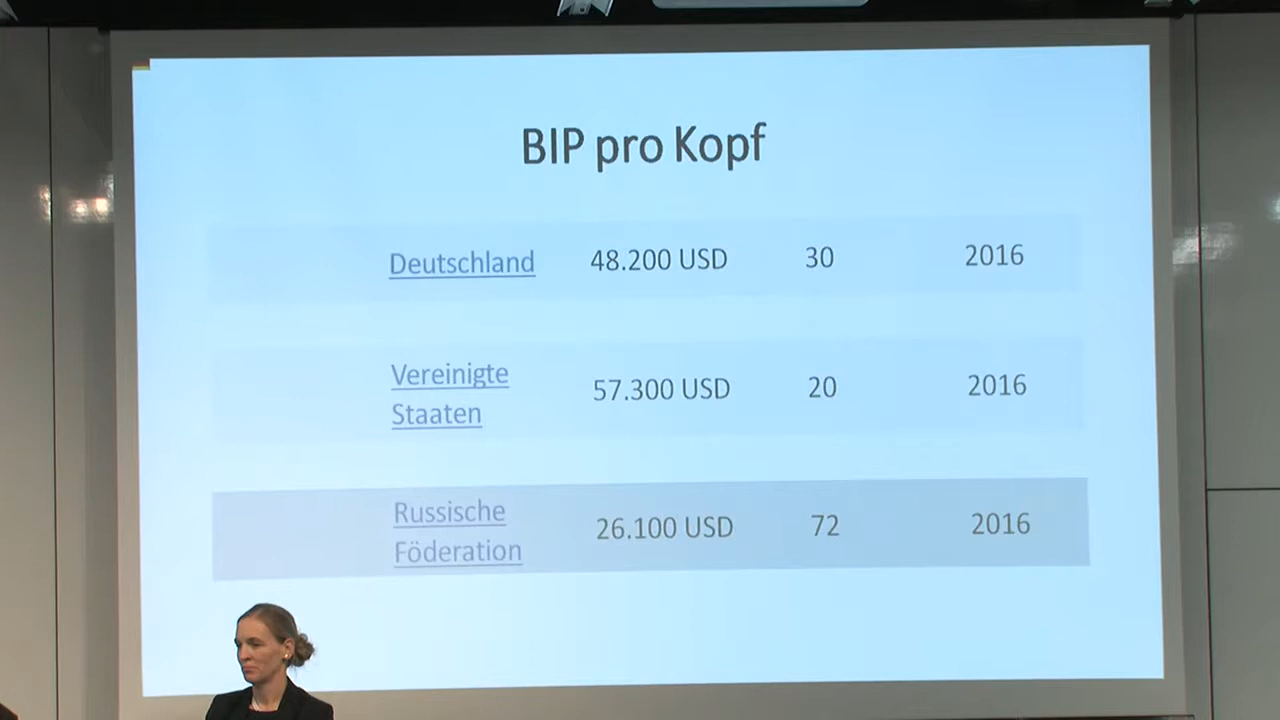 BIP pro Kopf
Deutschland 48.200 USD 30 2016
Vereinigte
Staaten 57.300 USD 20 2016
Russische
Föderation 26.100 USD 72 2016